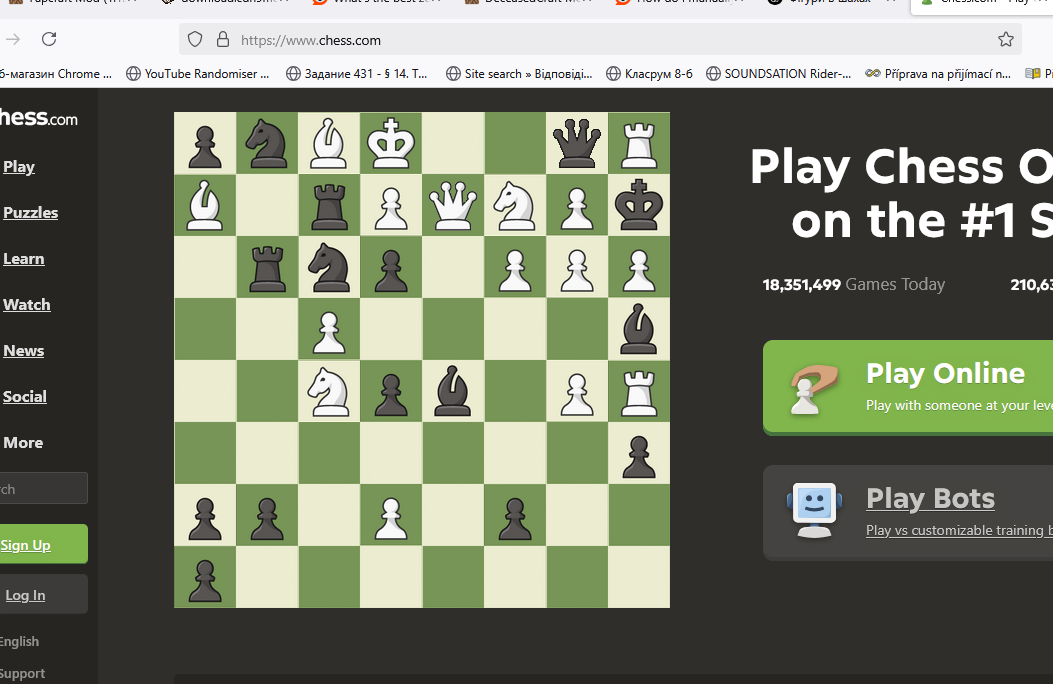 https://www.chess.com
б-магазин Chrome ...
YouTube Randomiser ...
Задание 431 - § 14. Т...
Site search » Відповіді...
Класрум 8-б
SOUNDSATION Rider-...
Příprava na přijímací n...
hess.com
Play
Puzzles
Learn
Watch
News
Social
More
rch
Sign Up
Log In
English
Support
Play Chess O
on the #1 S
18,351,499 Games Today
210,63
Play Online
Play with someone at your leve
Play Bots
Play vs customizable training b